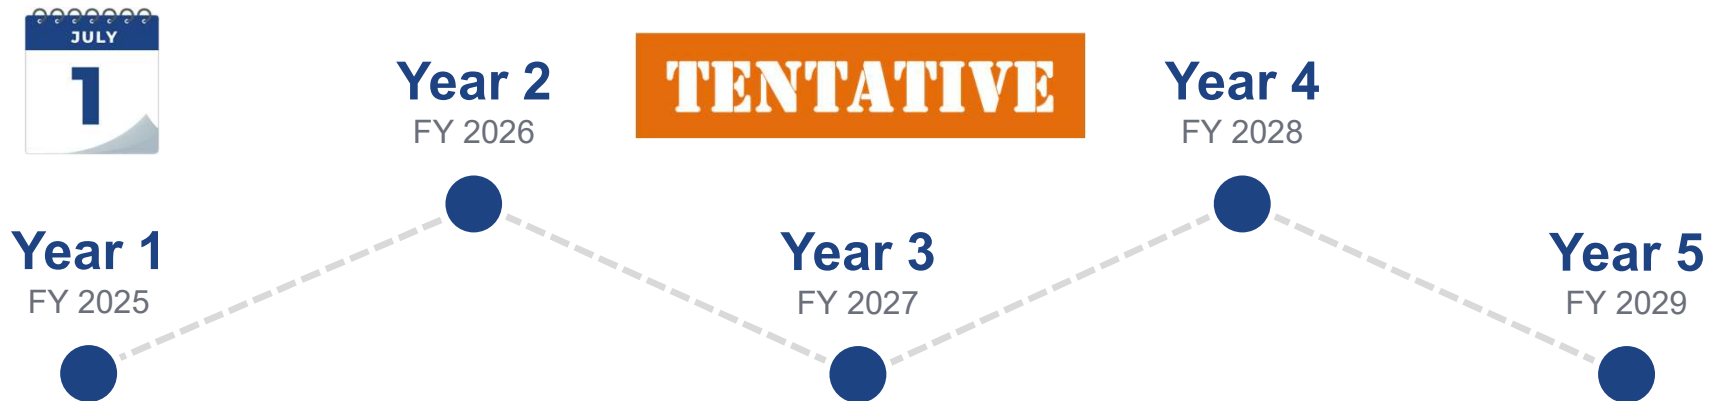 JULY
1
Year 1
FY 2025
Year 2
FY 2026
TENTATIVE
Year 3
FY 2027
Year 4
FY 2028
Year 5
FY 2029